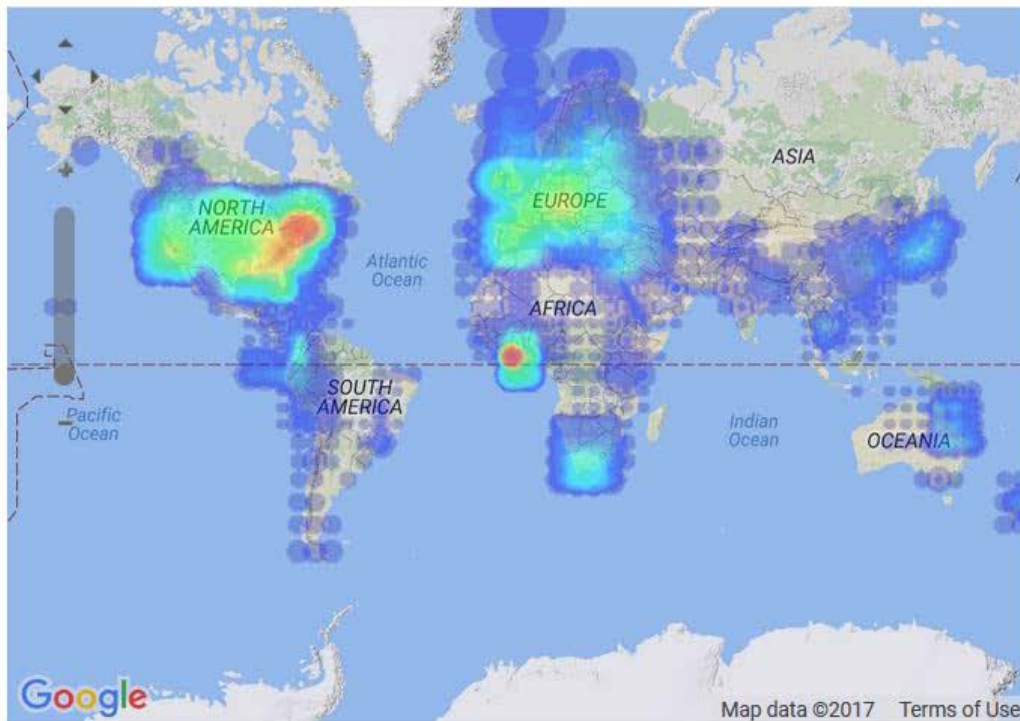 ASIA
NORTH
AMERICA
EUROPE
Atlantic
Ocean
AFRICA
SOUTH
AMERICA
Pacific
Ocean
Indian
Ocean
OCEANIA
Google
Map data ©2017 Terms of Use